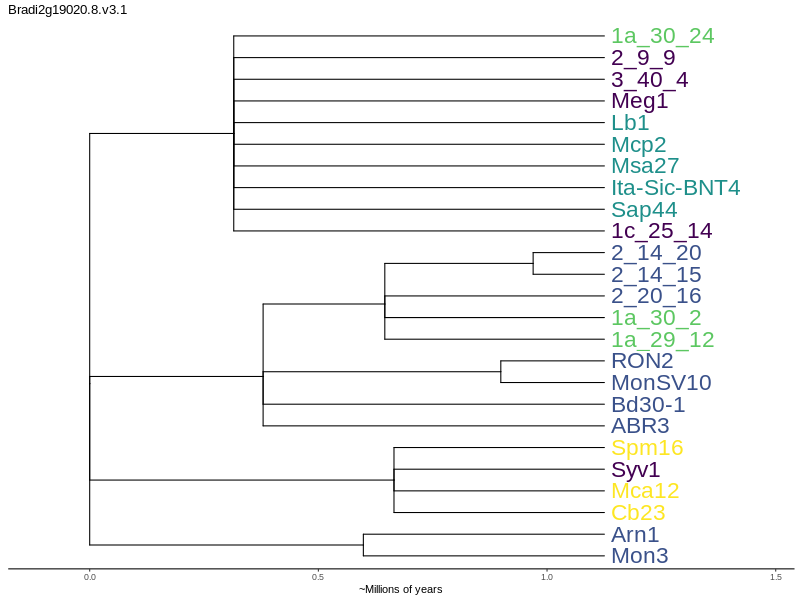 Bradi2g19020.8.v3.1
1a_30_24
2_9_9
3_40_4
Meg1
Lb1
Mcp2
Msa27
Ita-Sic-BNT4
Sap44
1c_25_14
2_14_20
2_14_15
2_20_16
1a_30_2
1a_29_12
RON2
MonSV10
Bd30-1
ABR3
Spm16
Syv1
Mca12
Cb23
Arn1
Mon3
0.0 0.5 1.0 1.5
~Millions of years